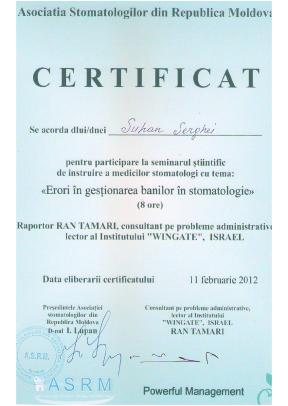 Asociatia Stomatologilor din Republica Moldova
CERTIFICAT
Se acorda dlui/dnei Suhan Serghei
pentru participare la seminarul științific
de instruire a medicilor stomatologi cu tema:
«Erori în gestionarea banilor în stomatologie»
(8 ore)
Raportor RAN TAMARI, consultant pe probleme administrative,
lector al Institutului "WINGATE", ISRAEL
Data eliberarii certificatului 11 februarie 2012
Președintele Asociației
stomatologilor din
Republica Moldova
D-nul I. Lupan
Consultant pe probleme administrative,
lector al Institutului
"WINGATE", ISRAEL
RAN TAMARI
A.S.R.M.
ASRM
Powerful Management